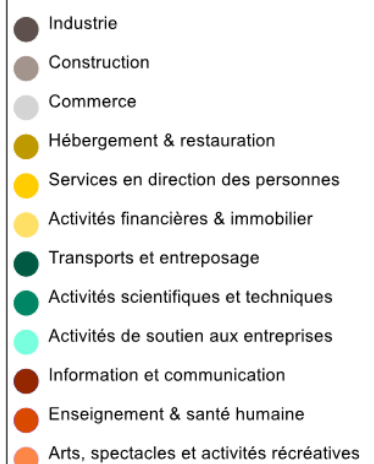 Industrie
Construction
Commerce
Hébergement & restauration
Services en direction des personnes
Activités financières & immobilier
Transports et entreposage
Activités scientifiques et techniques
Activités de soutien aux entreprises
Information et communication
Enseignement & santé humaine
Arts, spectacles et activités récréatives